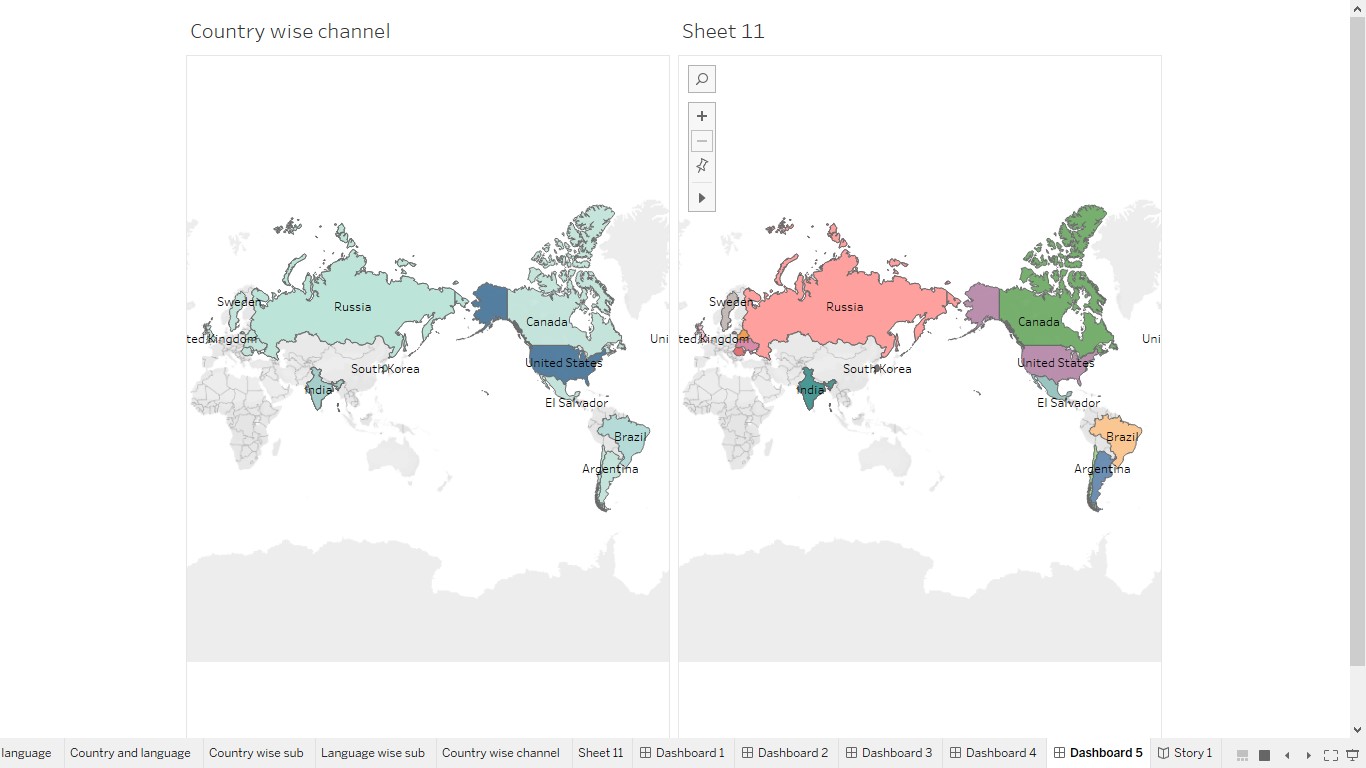 Country wise channel
Sheet 11
Sweden
Russia
Canada
ted Kingdom
Uni
United States
South Korea
India
El Salvador
Brazil
Argentina
Sweden
Russia
Canada
ted Kingdom
Uni
United States
South Korea
India
El Salvador
Brazil
Argentina
language
Country and language
Country wise sub
Language wise sub
Country wise channel
Sheet 11
Dashboard 1
Dashboard 2
Dashboard 3
Dashboard 4
Dashboard 5
Story 1